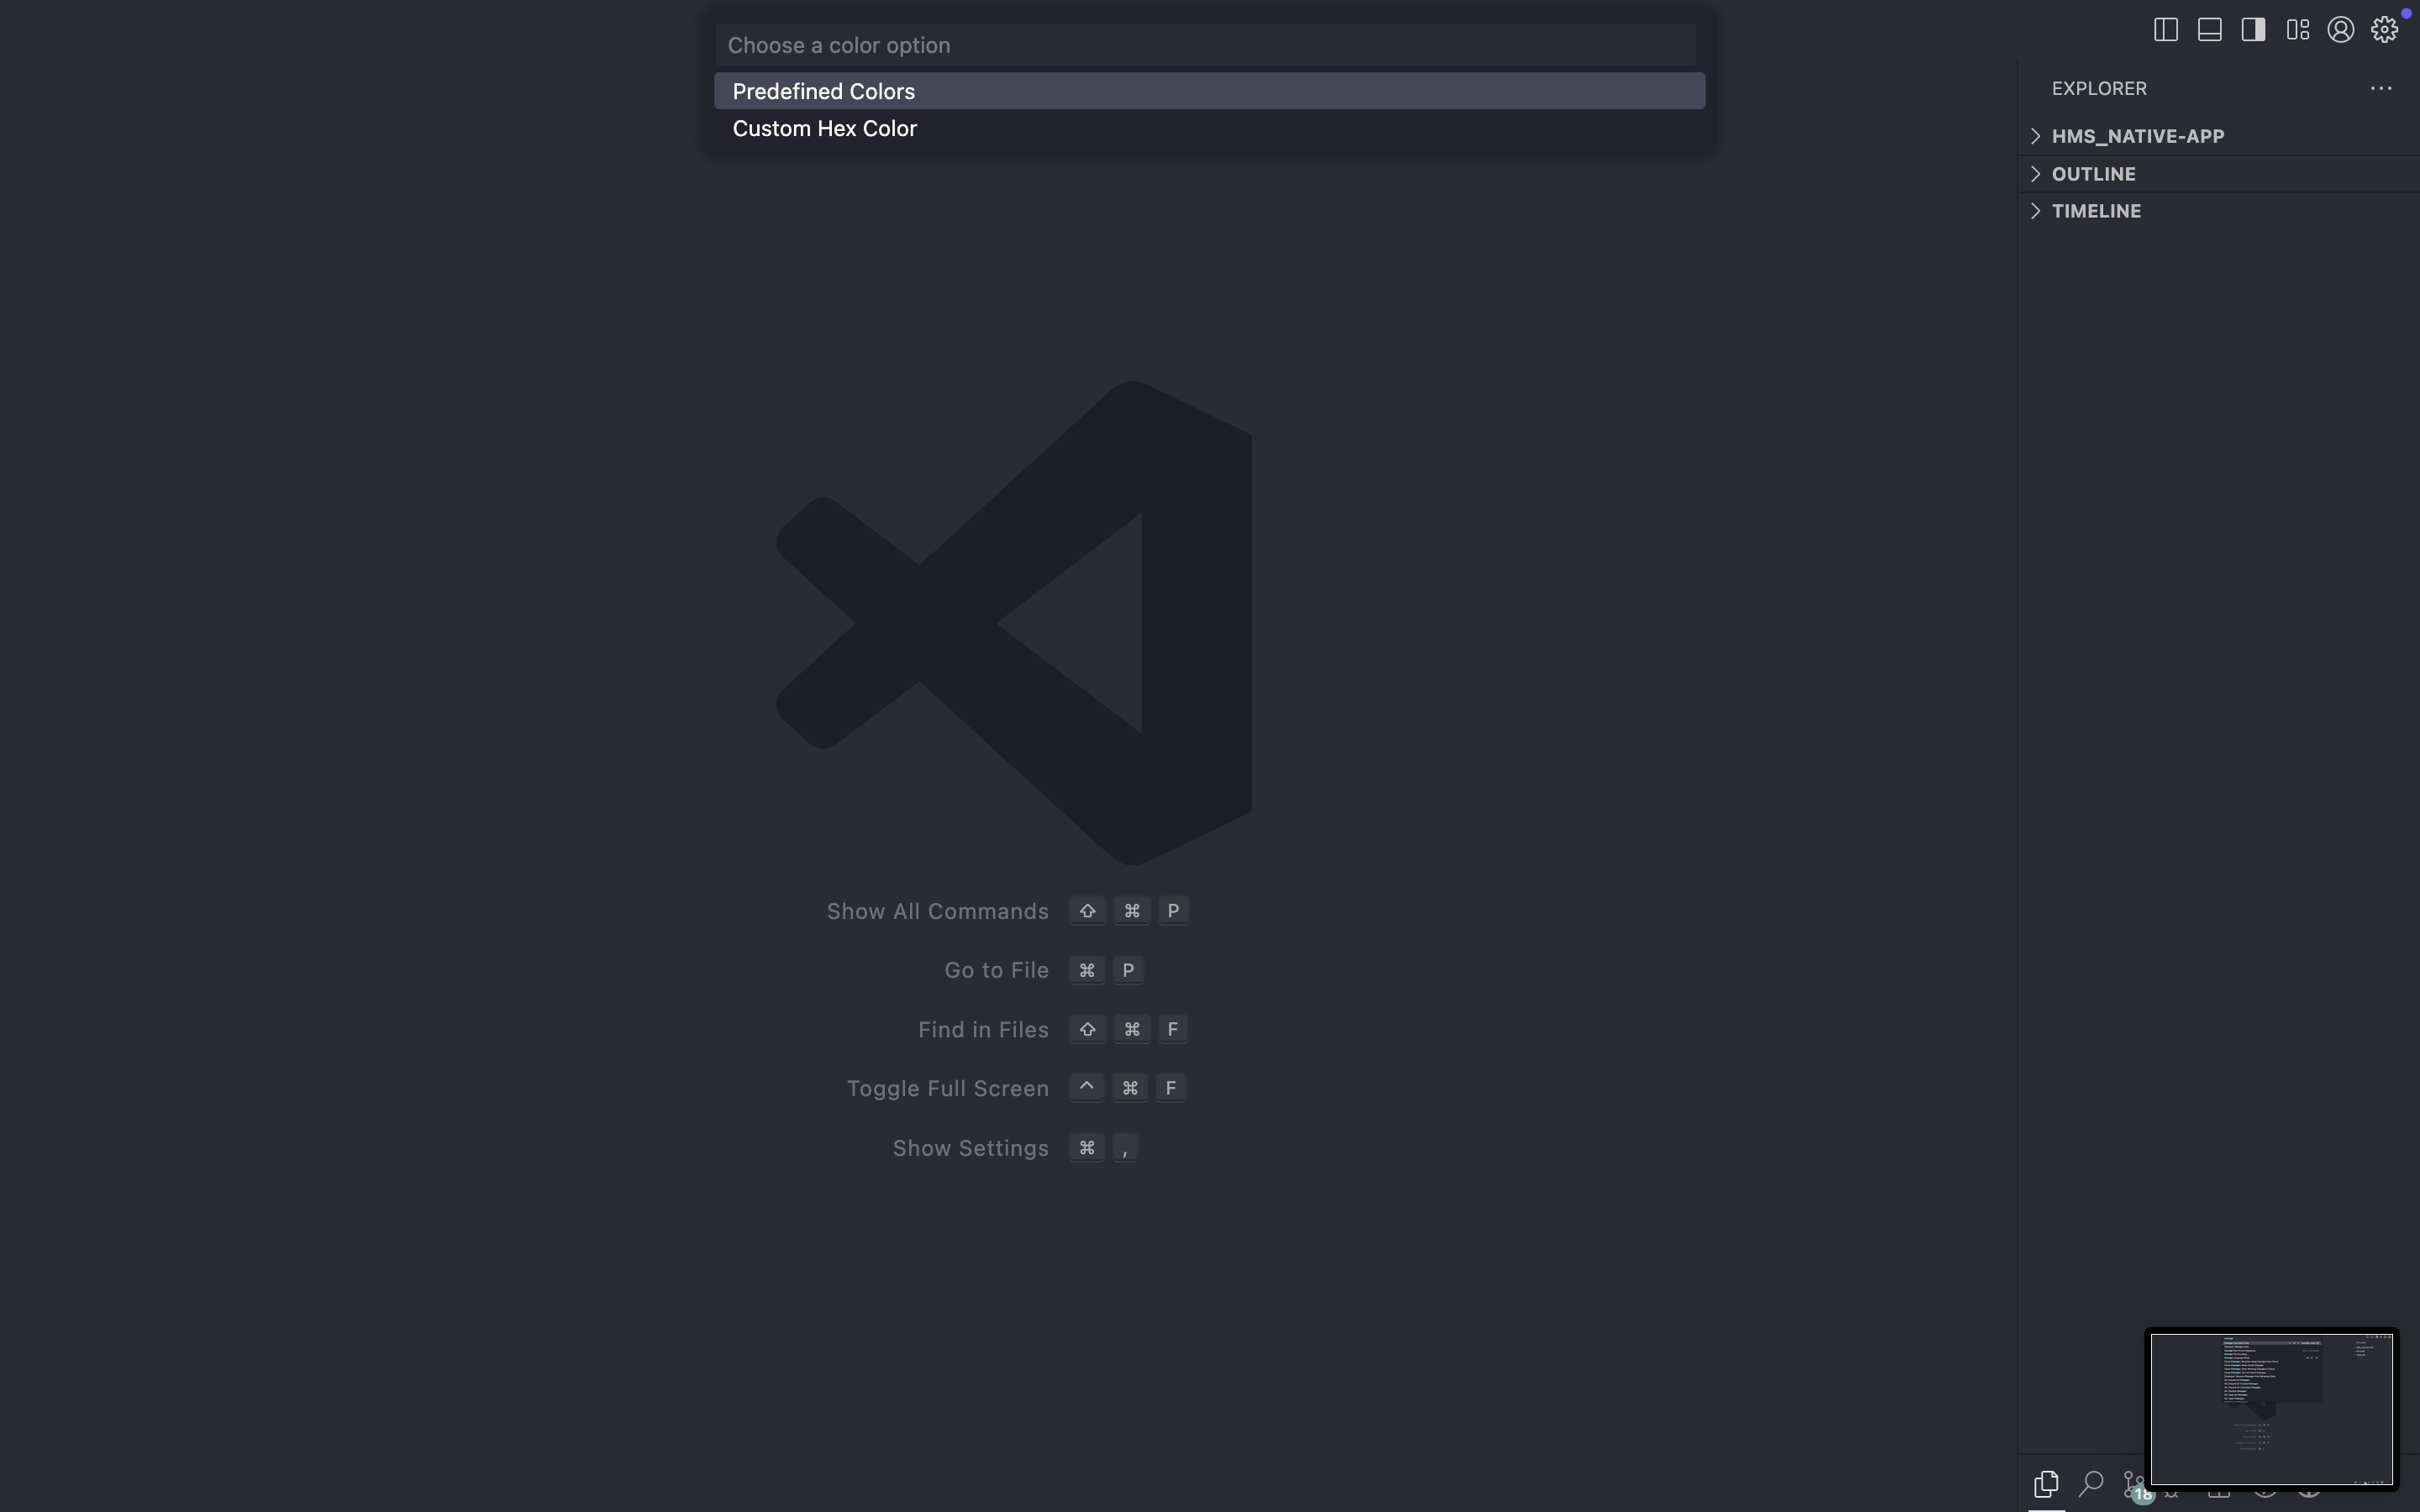 Choose a color option
Predefined Colors
Custom Hex Color
EXPLORER
HMS_NATIVE-APP
OUTLINE
TIMELINE
Show All Commands ⇧ ⌘ P
Go to File ⌘ P
Find in Files ⇧ ⌘ F
Toggle Full Screen ^ ⌘ F
Show Settings ⌘ ,
18